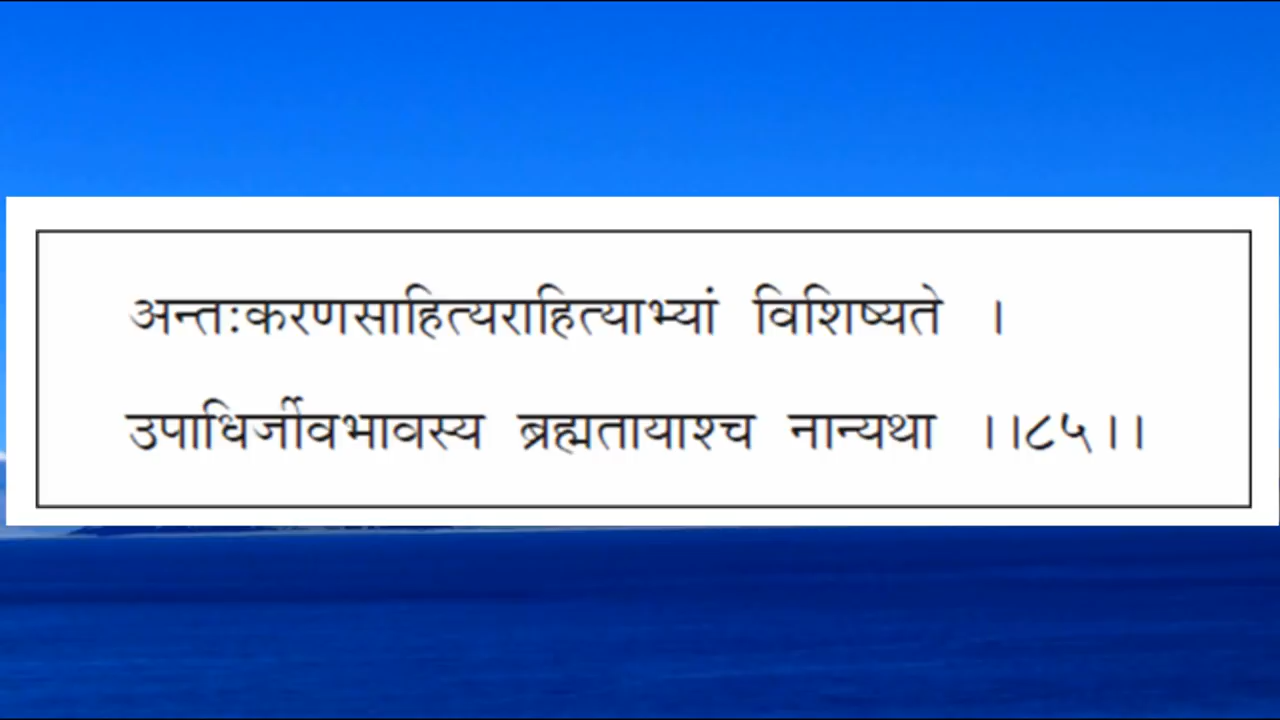 अन्तःकरणसाहित्यराहित्याभ्यां विशिष्यते ।
उपाधिर्जीवभावस्य ब्रह्मतायाश्च नान्यथा ।।८५।।